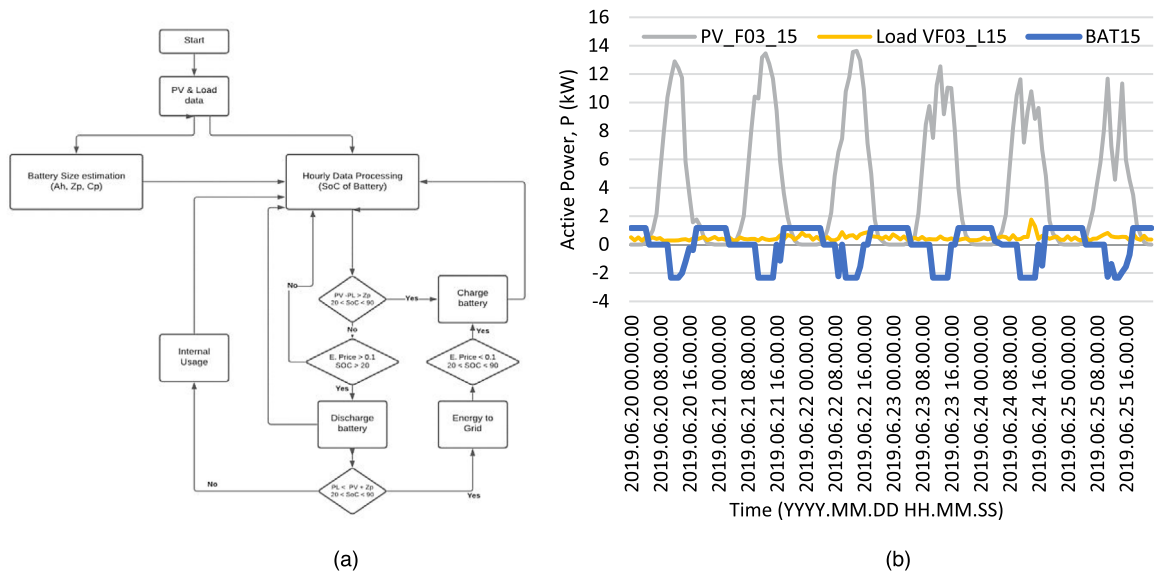 Start
PV & Load
data
Battery Size estimation
(Ah, Zp, Cp)
Hourly Data Processing
(SoC of Battery)
No
PV -PL > Zp
20 < SoC < 90
Yes
Charge
battery
No
Yes
Internal
Usage
E. Price > 0.1
SOC > 20
E. Price < 0.1
20 < SOC < 90
Yes
Discharge
battery
Energy to
Grid
No
PL < PV + Zp
20 < SoC < 90
Yes
(a)
PV_F03_15
Load VF03_L15
BAT15
Active Power, P (kW)
16
14
12
10
8
6
4
2
0
-2
-4
2019.06.20 00.00.00
2019.06.20 08.00.00
2019.06.20 16.00.00
2019.06.21 00.00.00
2019.06.21 08.00.00
2019.06.21 16.00.00
2019.06.22 00.00.00
2019.06.22 08.00.00
2019.06.22 16.00.00
2019.06.23 00.00.00
2019.06.23 08.00.00
2019.06.23 16.00.00
2019.06.24 00.00.00
2019.06.24 08.00.00
2019.06.24 16.00.00
2019.06.25 00.00.00
2019.06.25 08.00.00
2019.06.25 16.00.00
Time (YYYY.MM.DD HH.MM.SS)
(b)